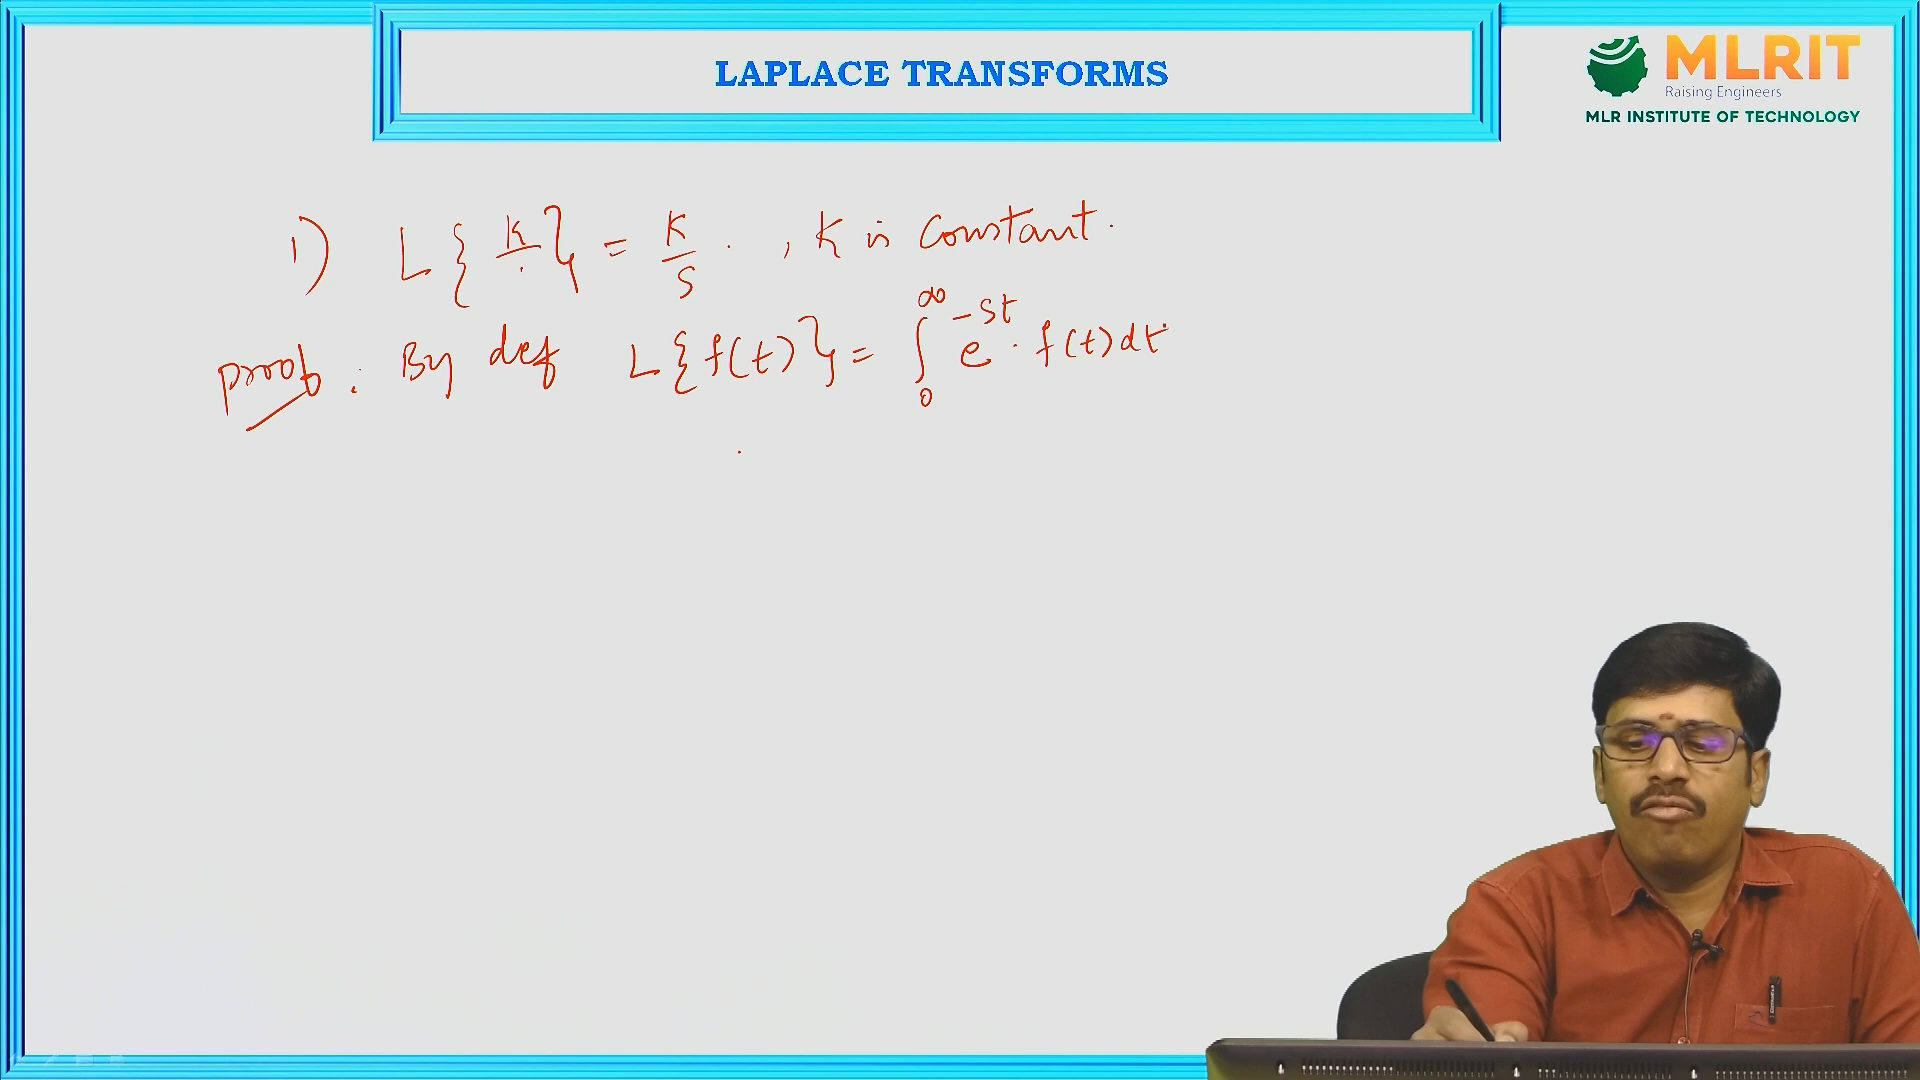 LAPLACE TRANSFORMS
MLRIT
Raising Engineers
MLR INSTITUTE OF TECHNOLOGY
1) L{K} = K/S . , K is Constant.
Proof : By def L{f(t)} = ∫₀^∞ e^(-st) . f(t) dt